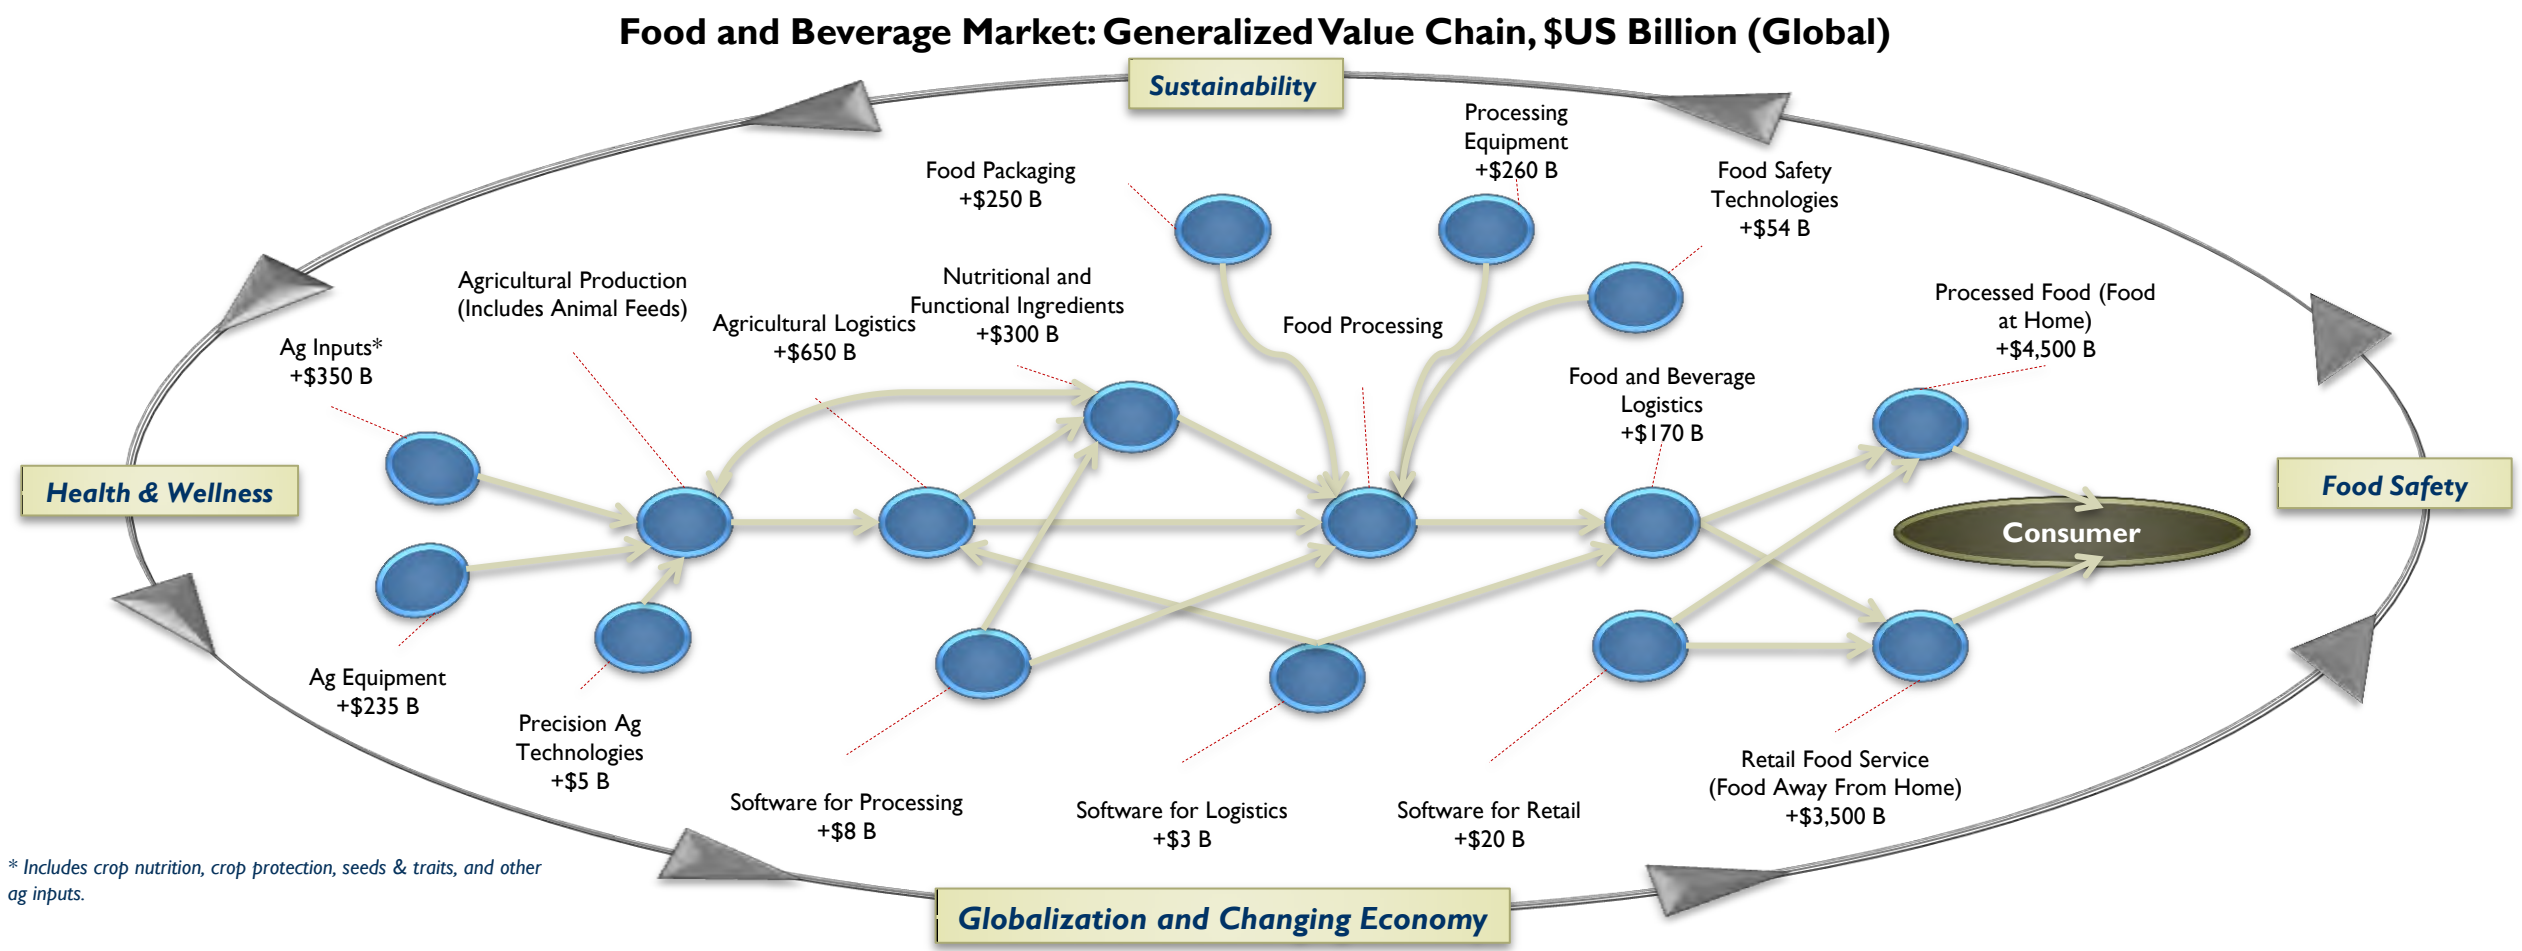 Food and Beverage Market: Generalized Value Chain, $US Billion (Global)
Sustainability
Processing
Equipment
+$260 B
Food Packaging
+$250 B
Food Safety
Technologies
+$54 B
Agricultural Production
(Includes Animal Feeds)
Nutritional and
Functional Ingredients
+$300 B
Agricultural Logistics
+$650 B
Food Processing
Processed Food (Food
at Home)
+$4,500 B
Ag Inputs*
+$350 B
Food and Beverage
Logistics
+$170 B
Health & Wellness
Food Safety
Consumer
Ag Equipment
+$235 B
Precision Ag
Technologies
+$5 B
Software for Processing
+$8 B
Software for Logistics
+$3 B
Software for Retail
+$20 B
Retail Food Service
(Food Away From Home)
+$3,500 B
* Includes crop nutrition, crop protection, seeds & traits, and other
ag inputs.
Globalization and Changing Economy